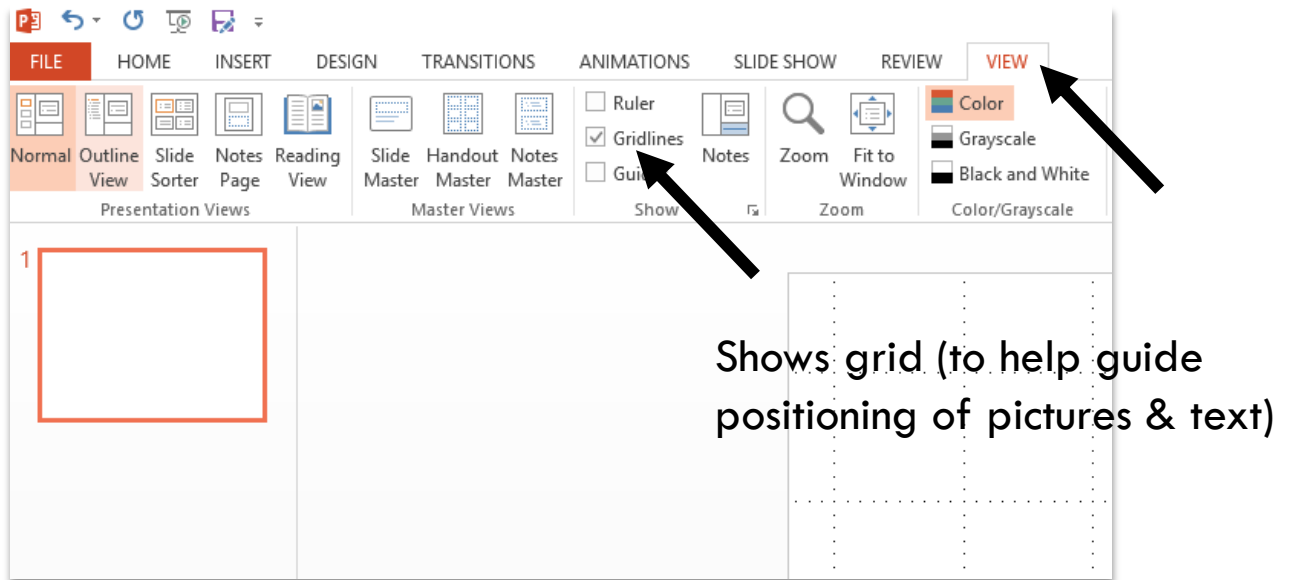 FILE HOME INSERT DESIGN TRANSITIONS ANIMATIONS SLIDE SHOW REVIEW VIEW
Normal
Outline
View
Slide
Sorter
Notes
Page
Reading
View
Presentation Views
Slide
Master
Handout
Master
Notes
Master
Master Views
Ruler
Gridlines
Notes
Show
Zoom
Fit to
Window
Zoom
Color
Grayscale
Black and White
Color/Grayscale
1
Shows grid (to help guide
positioning of pictures & text)